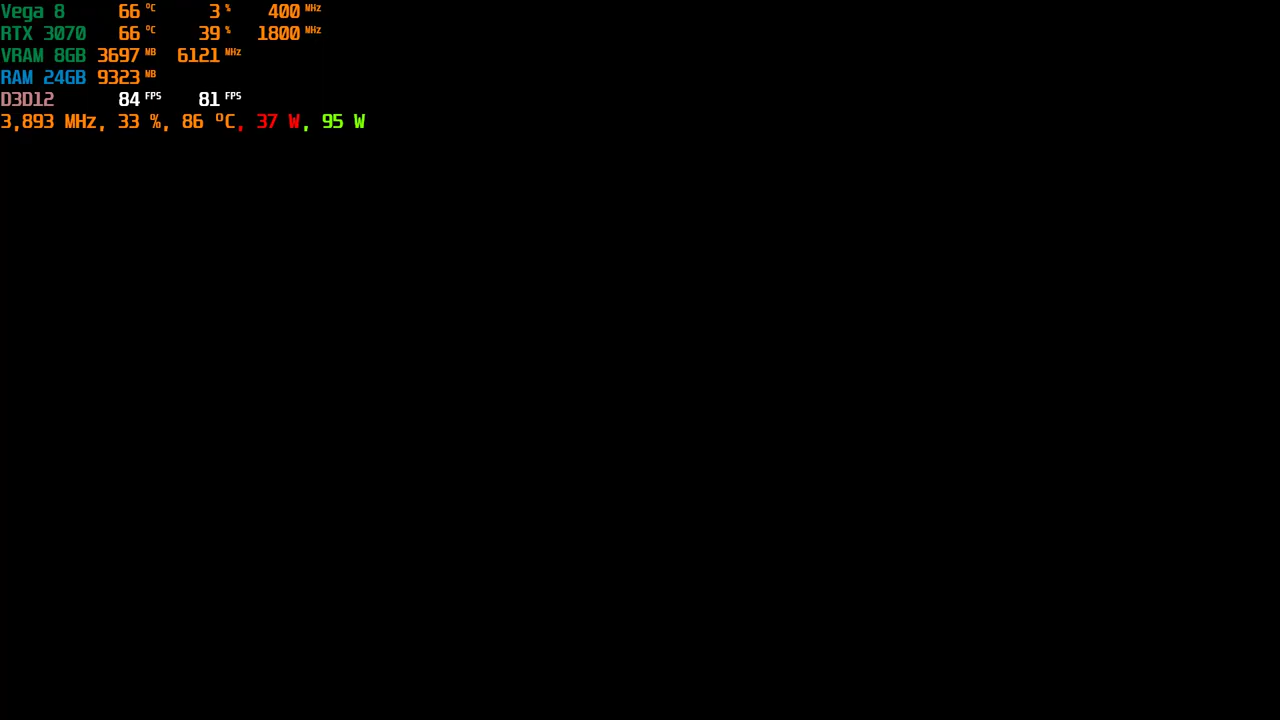 Vega 8 66 °C 3 % 400 MHz
RTX 3070 66 °C 39 % 1800 MHz
VRAM 8GB 3697 MB 6121 MHz
RAM 24GB 9323 MB
D3D12 84 FPS 81 FPS
3,893 MHz, 33 %, 86 °C, 37 W, 95 W